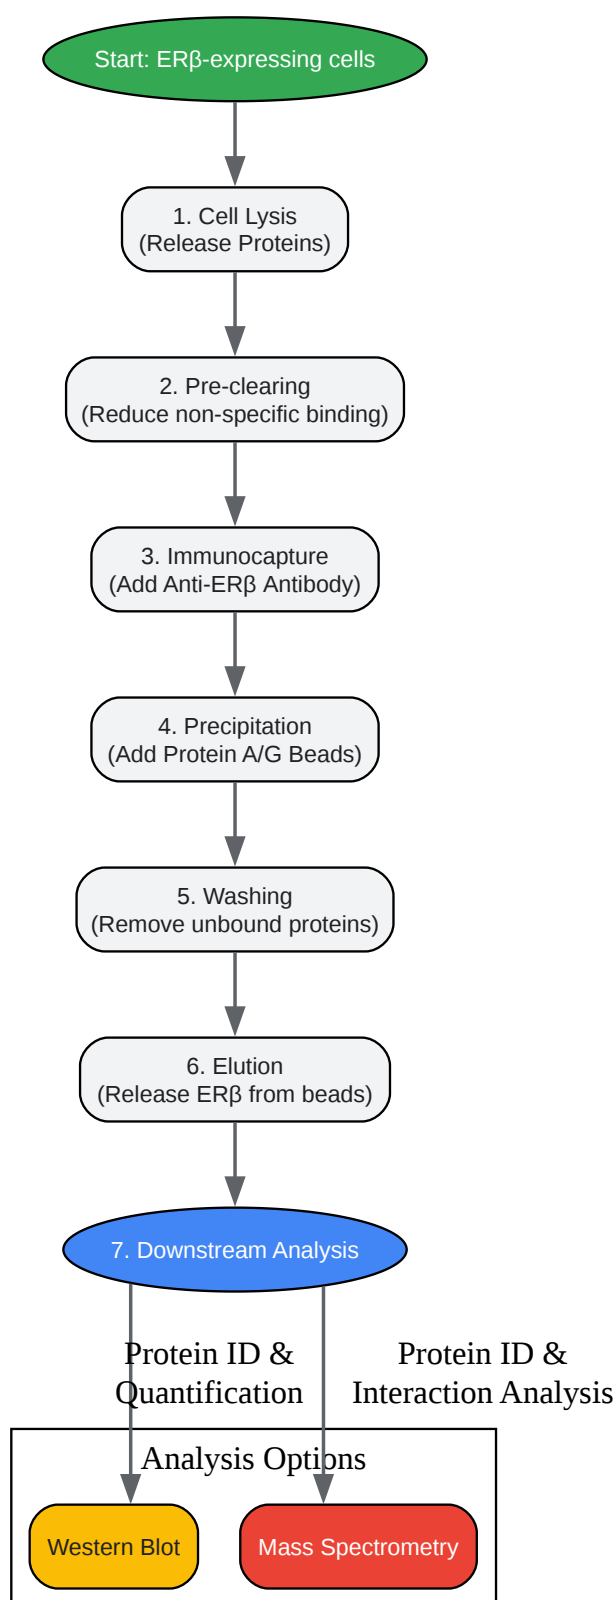 Start: ERβ-expressing cells
1. Cell Lysis
(Release Proteins)
2. Pre-clearing
(Reduce non-specific binding)
3. Immunocapture
(Add Anti-ERβ Antibody)
4. Precipitation
(Add Protein A/G Beads)
5. Washing
(Remove unbound proteins)
6. Elution
(Release ERβ from beads)
7. Downstream Analysis
Protein ID &
Quantification
Protein ID &
Interaction Analysis
Analysis Options
Western Blot
Mass Spectrometry